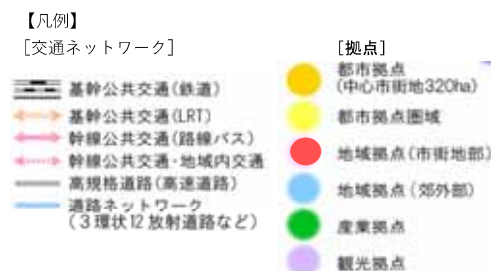 【凡例】
[交通ネットワーク]
基幹公共交通(鉄道)
基幹公共交通(LRT)
幹線公共交通(路線バス)
幹線公共交通・地域内交通
高規格道路(高速道路)
道路ネットワーク
(3環状12放射道路など)
[拠点]
都市拠点
(中心市街地320ha)
都市拠点圏域
地域拠点(市街地部)
地域拠点(郊外部)
産業拠点
観光拠点